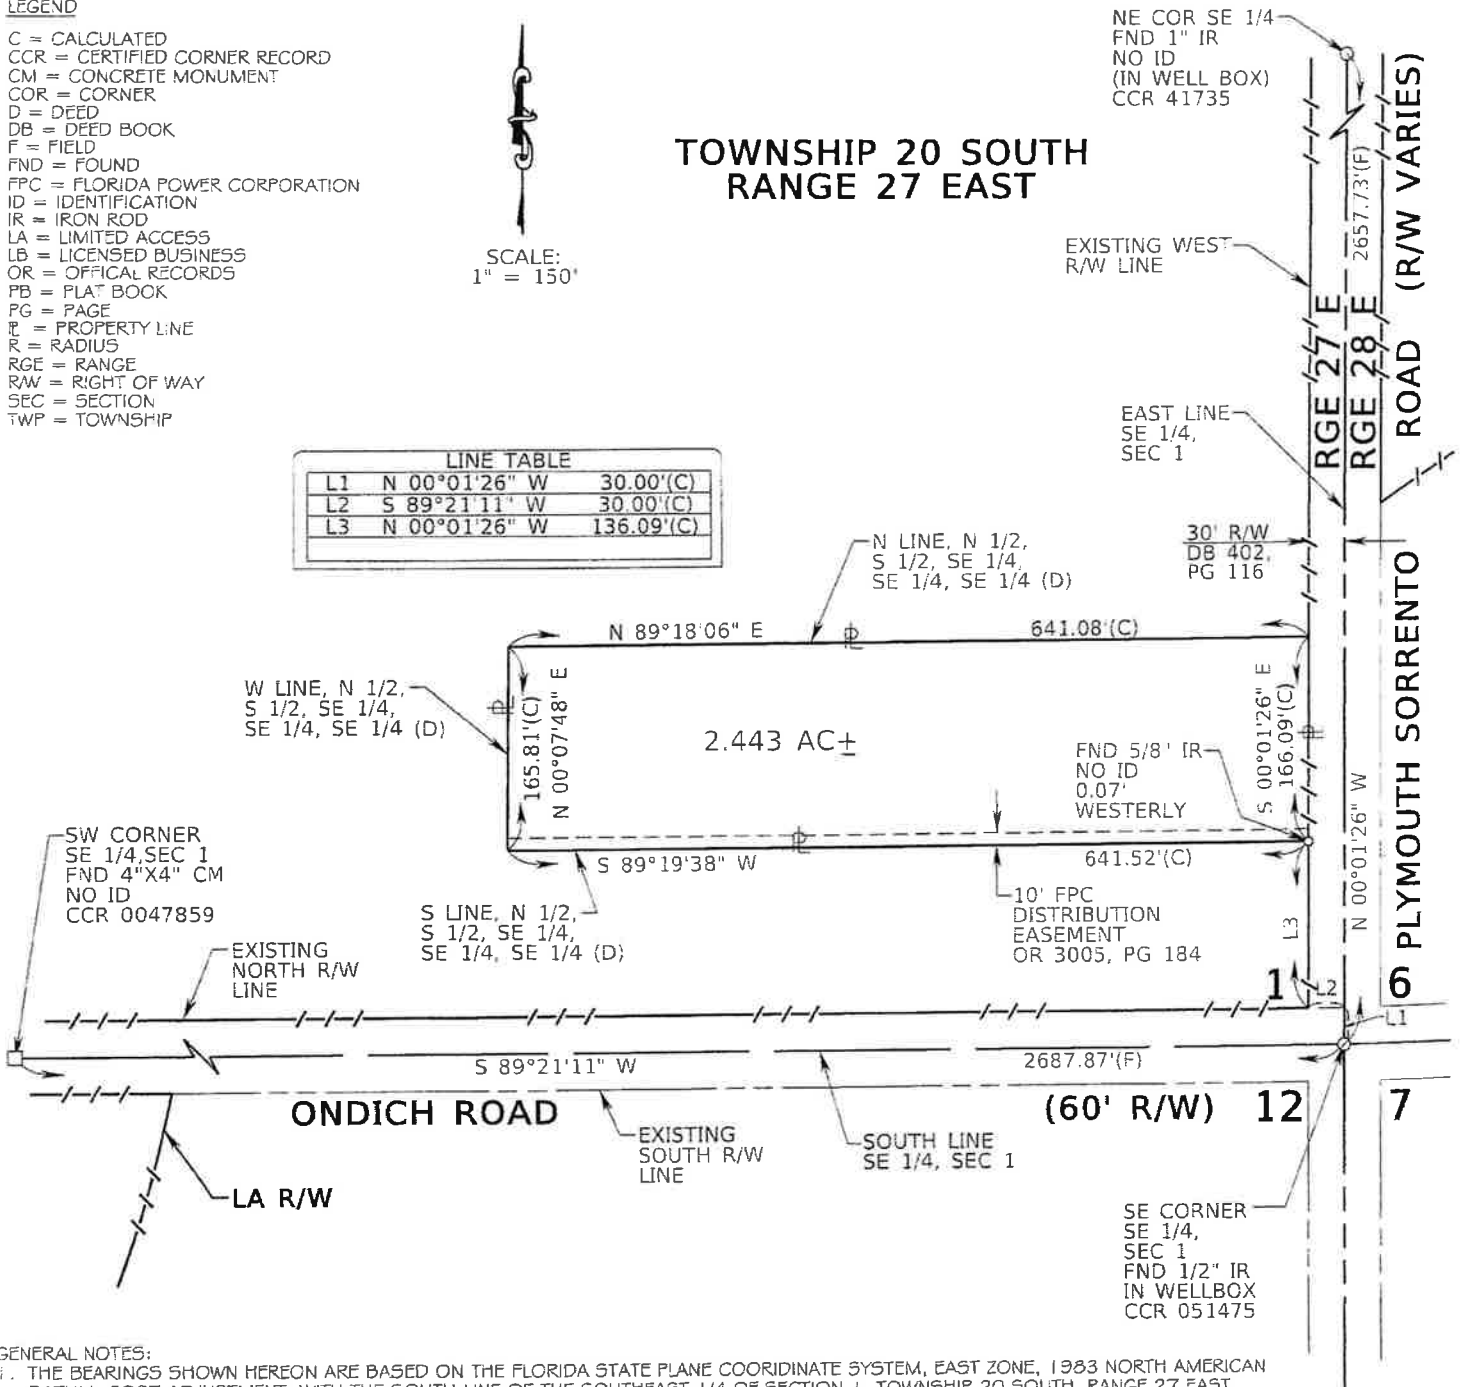 LEGEND
C = CALCULATED
CCR = CERTIFIED CORNER RECORD
CM = CONCRETE MONUMENT
COR = CORNER
D = DEED
DB = DEED BOOK
F = FIELD
FND = FOUND
FPC = FLORIDA POWER CORPORATION
ID = IDENTIFICATION
IR = IRON ROD
LA = LIMITED ACCESS
LB = LICENSED BUSINESS
OR = OFFICAL RECORDS
PB = PLAT BOOK
PG = PAGE
℄ = PROPERTY LINE
R = RADIUS
RGE = RANGE
R/W = RIGHT OF WAY
SEC = SECTION
TWP = TOWNSHIP
SCALE:
1" = 150'
TOWNSHIP 20 SOUTH
RANGE 27 EAST
NE COR SE 1/4
FND 1" IR
NO ID
(IN WELL BOX)
CCR 41735
2657.73'(F)
EXISTING WEST
R/W LINE
RGE 27 E
RGE 28 E
PLYMOUTH SORRENTO ROAD (R/W VARIES)
EAST LINE
SE 1/4,
SEC 1
LINE TABLE
L1 N 00°01'26" W 30.00'(C)
L2 S 89°21'11" W 30.00'(C)
L3 N 00°01'26" W 136.09'(C)
30' R/W
DB 402,
PG 116
N LINE, N 1/2,
S 1/2, SE 1/4,
SE 1/4, SE 1/4 (D)
N 89°18'06" E 641.08'(C)
W LINE, N 1/2,
S 1/2, SE 1/4,
SE 1/4, SE 1/4 (D)
165.81'(C)
N 00°07'48" E
2.443 AC±
S 00°01'26" E
166.09'(C)
FND 5/8' IR
NO ID
0.07'
WESTERLY
N 00°01'26" W
S 89°19'38" W 641.52'(C)
SW CORNER
SE 1/4,SEC 1
FND 4"X4" CM
NO ID
CCR 0047859
S LINE, N 1/2,
S 1/2, SE 1/4,
SE 1/4, SE 1/4 (D)
10' FPC
DISTRIBUTION
EASEMENT
OR 3005, PG 184
EXISTING
NORTH R/W
LINE
L3
1
L2
6
L1
S 89°21'11" W 2687.87'(F)
ONDICH ROAD (60' R/W) 12 7
EXISTING
SOUTH R/W
LINE
SOUTH LINE
SE 1/4, SEC 1
LA R/W
SE CORNER
SE 1/4,
SEC 1
FND 1/2" IR
IN WELLBOX
CCR 051475
GENERAL NOTES:
1. THE BEARINGS SHOWN HEREON ARE BASED ON THE FLORIDA STATE PLANE COORIDINATE SYSTEM, EAST ZONE, 1983 NORTH AMERICAN